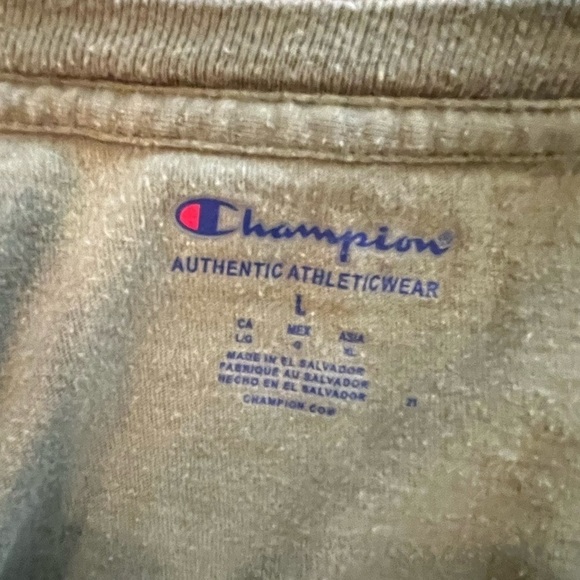 Champion
AUTHENTIC ATHLETICWEAR
L
CA MEX ASIA
L/G G XL
MADE IN EL SALVADOR
FABRIQUÉ AU SALVADOR
HECHO EN EL SALVADOR
21
CHAMPION.COM